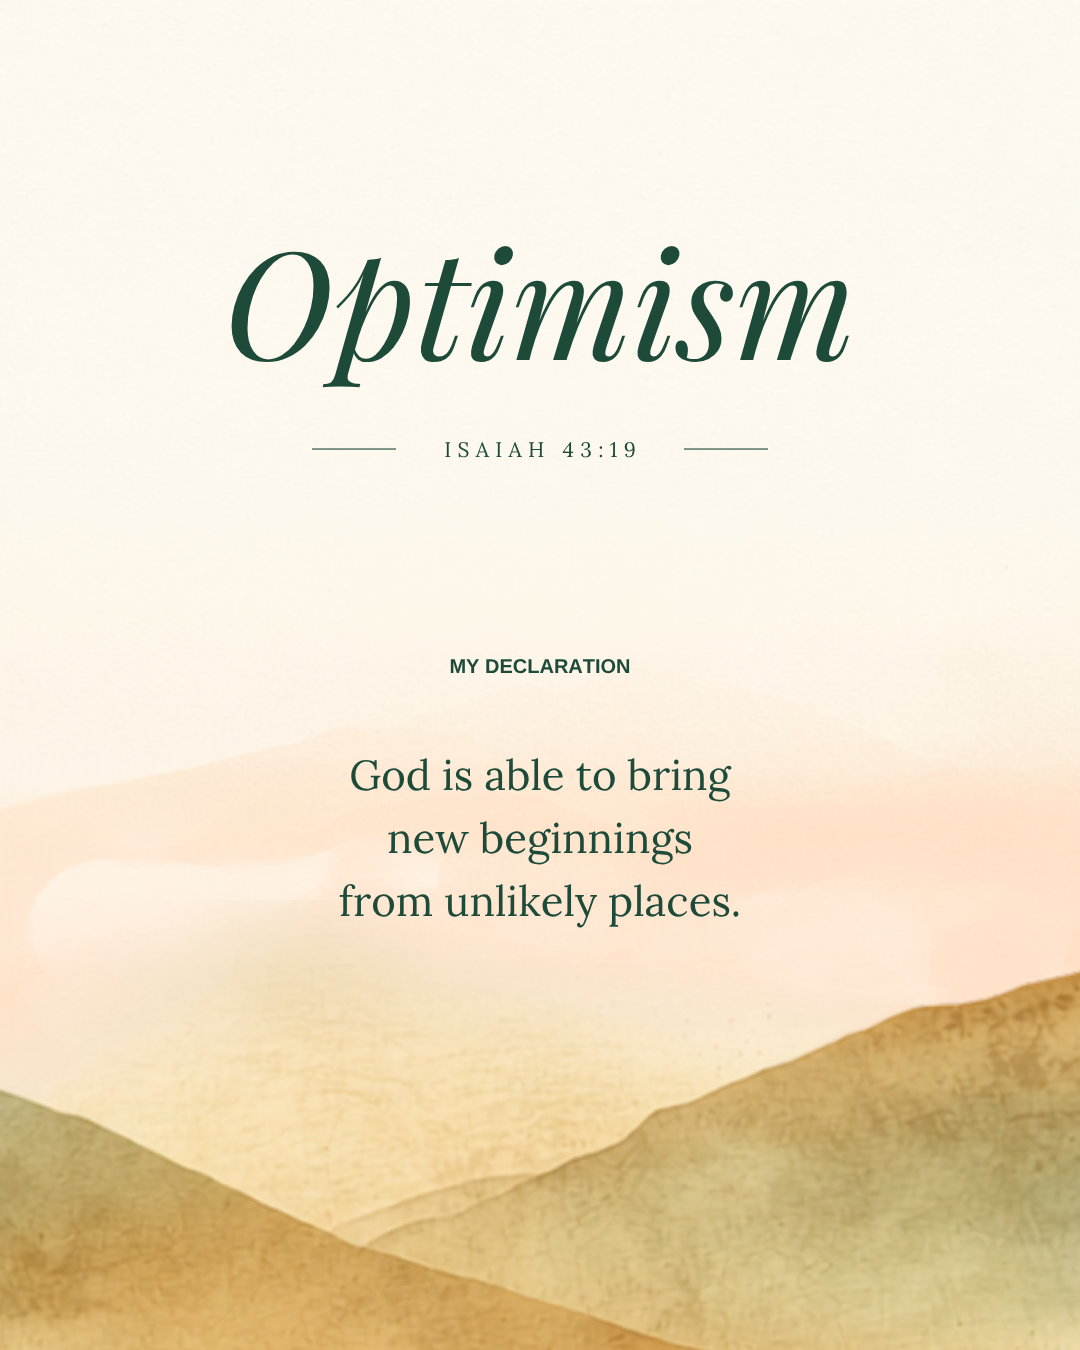 Optimism
ISAIAH 43:19
MY DECLARATION
God is able to bring
new beginnings
from unlikely places.